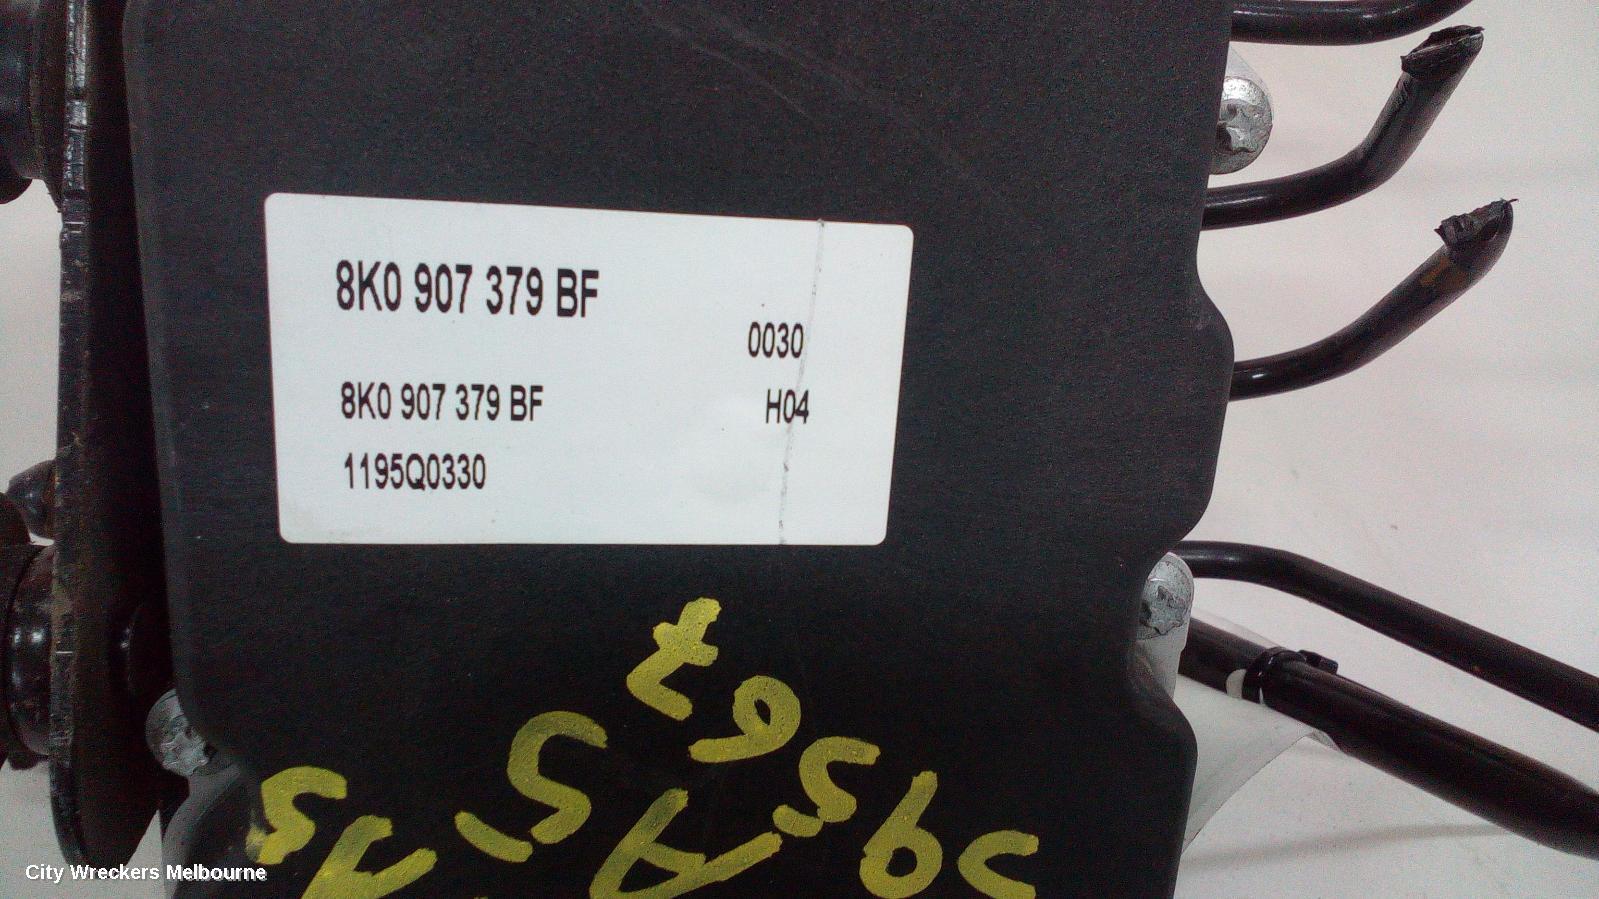 8K0 907 379 BF
0030
8K0 907 379 BF H04
1195Q0330
City Wreckers Melbourne